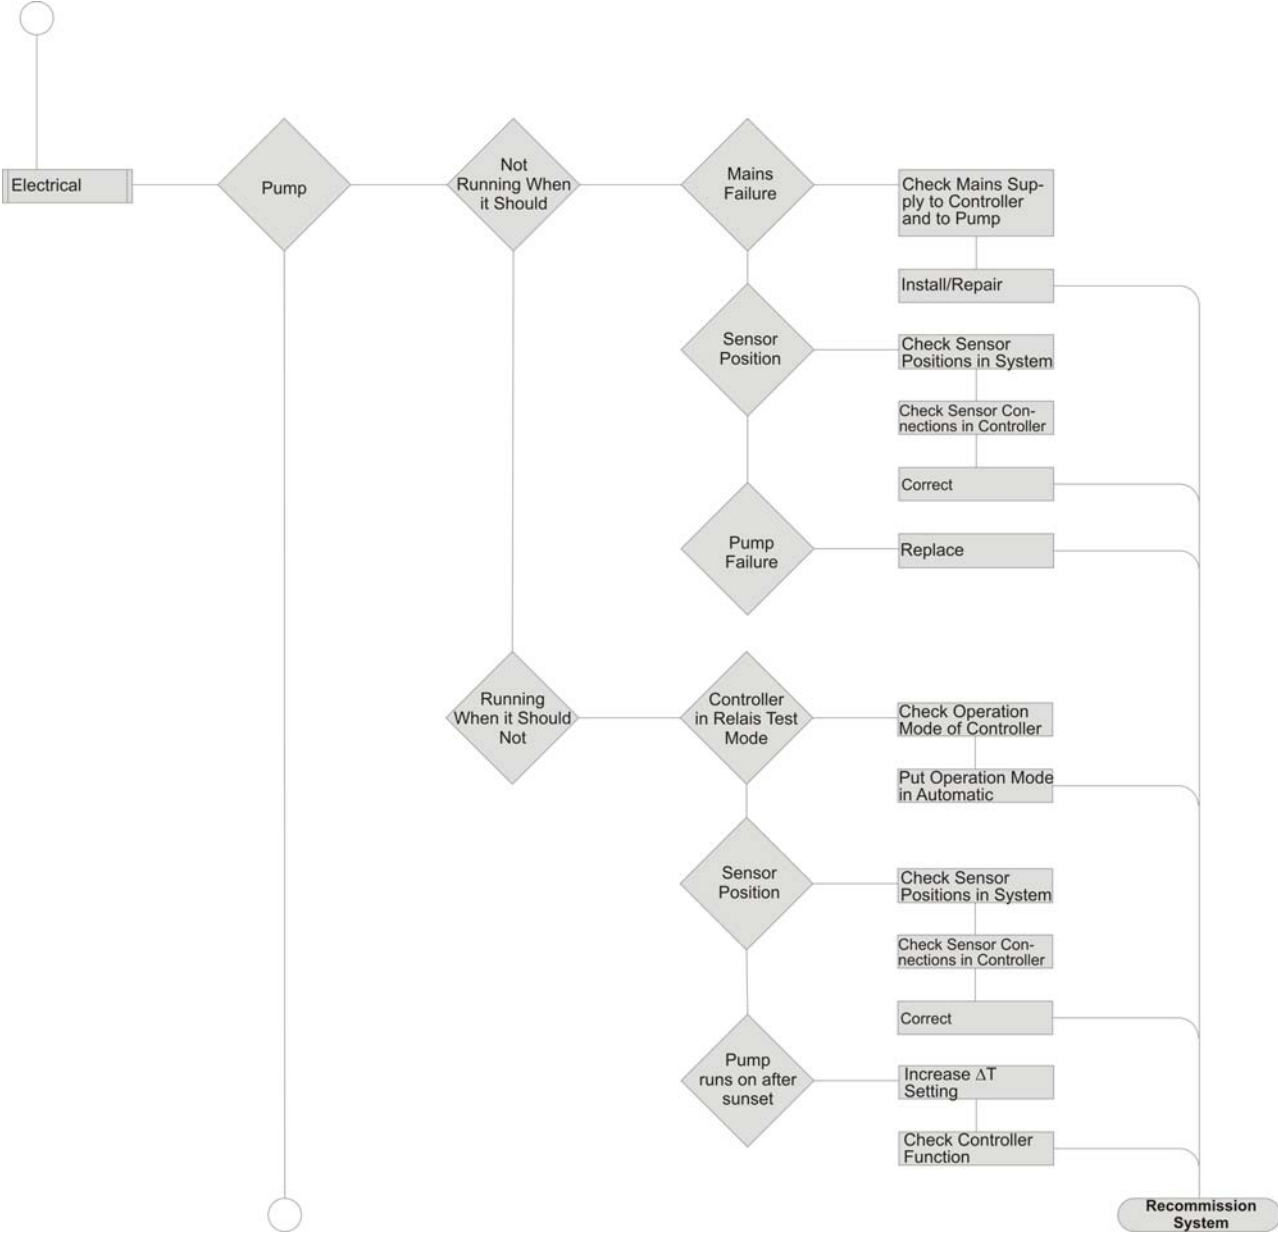 Electrical
Pump
Not
Running When
it Should
Mains
Failure
Check Mains Sup-
ply to Controller
and to Pump
Install/Repair
Sensor
Position
Check Sensor
Positions in System
Check Sensor Con-
nections in Controller
Correct
Pump
Failure
Replace
Running
When it Should
Not
Controller
in Relais Test
Mode
Check Operation
Mode of Controller
Put Operation Mode
in Automatic
Sensor
Position
Check Sensor
Positions in System
Check Sensor Con-
nections in Controller
Correct
Pump
runs on after
sunset
Increase ΔT
Setting
Check Controller
Function
Recommission
System